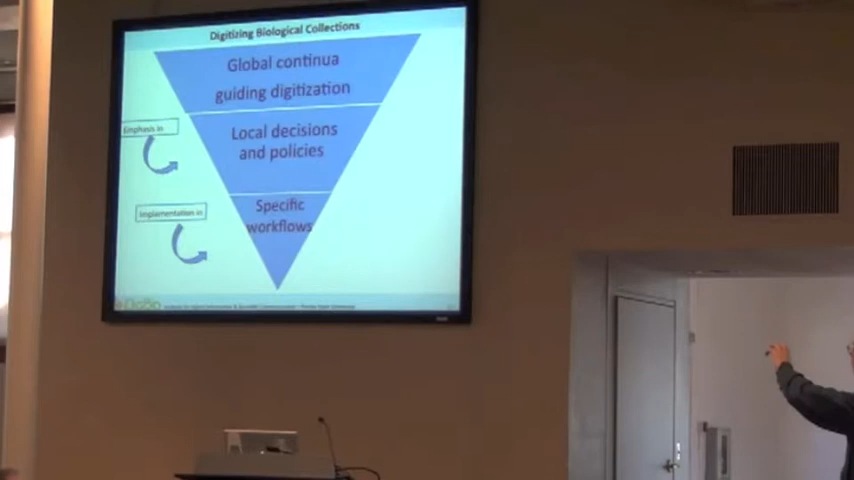 Digitizing Biological Collections
Global continua
guiding digitization
Emphasis in
Local decisions
and policies
Implementation in
Specific
workflows